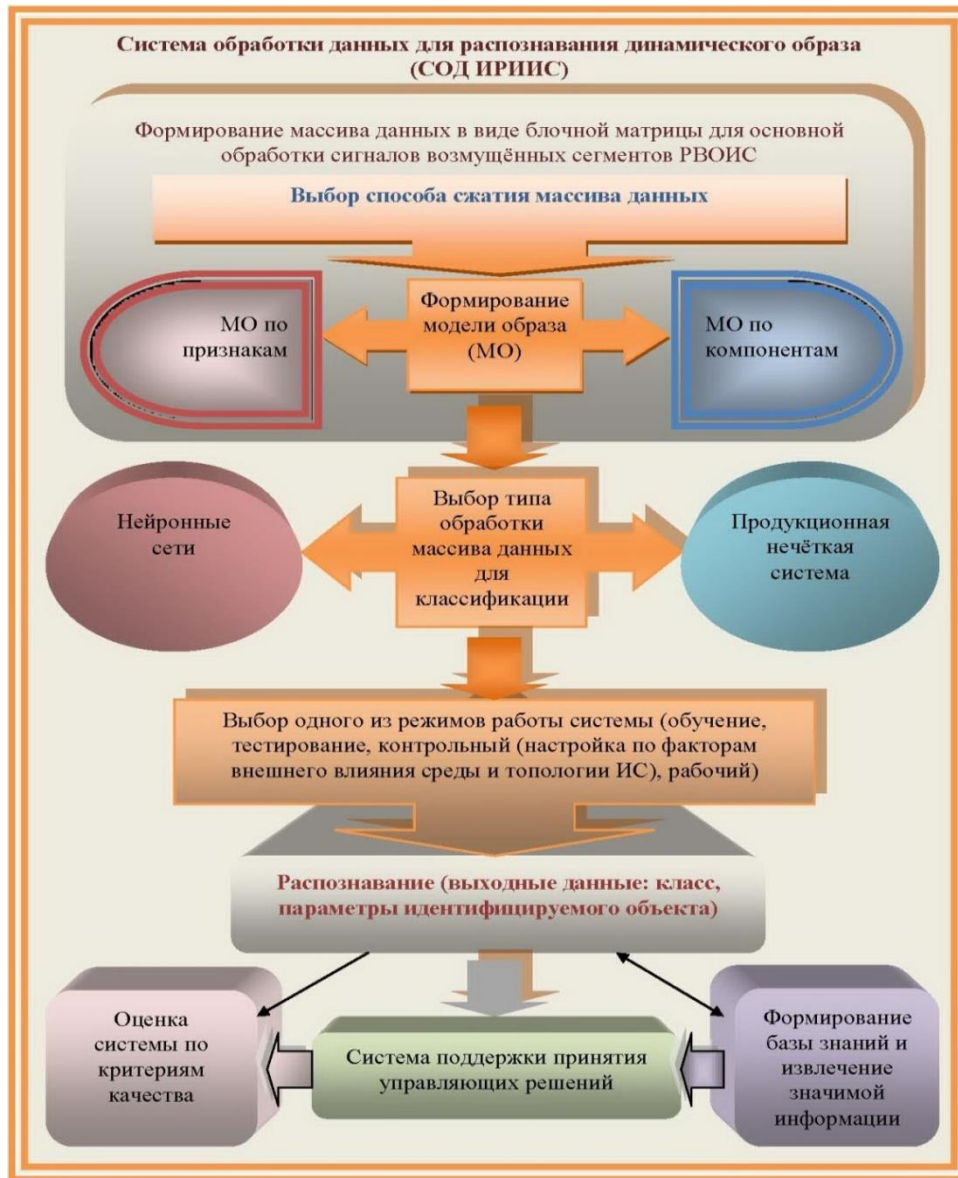 Система обработки данных для распознавания динамического образа
(СОД ИРИИС)
Формирование массива данных в виде блочной матрицы для основной
обработки сигналов возмущённых сегментов РВОИС
Выбор способа сжатия массива данных
МО по
признакам
Формирование
модели образа
(МО)
МО по
компонентам
Нейронные
сети
Выбор типа
обработки
массива данных
для
классификации
Продукционная
нечёткая
система
Выбор одного из режимов работы системы (обучение,
тестирование, контрольный (настройка по факторам
внешнего влияния среды и топологии ИС), рабочий)
Распознавание (выходные данные: класс,
параметры идентифицируемого объекта)
Оценка
системы по
критериям
качества
Система поддержки принятия
управляющих решений
Формирование
базы знаний и
извлечение
значимой
информации